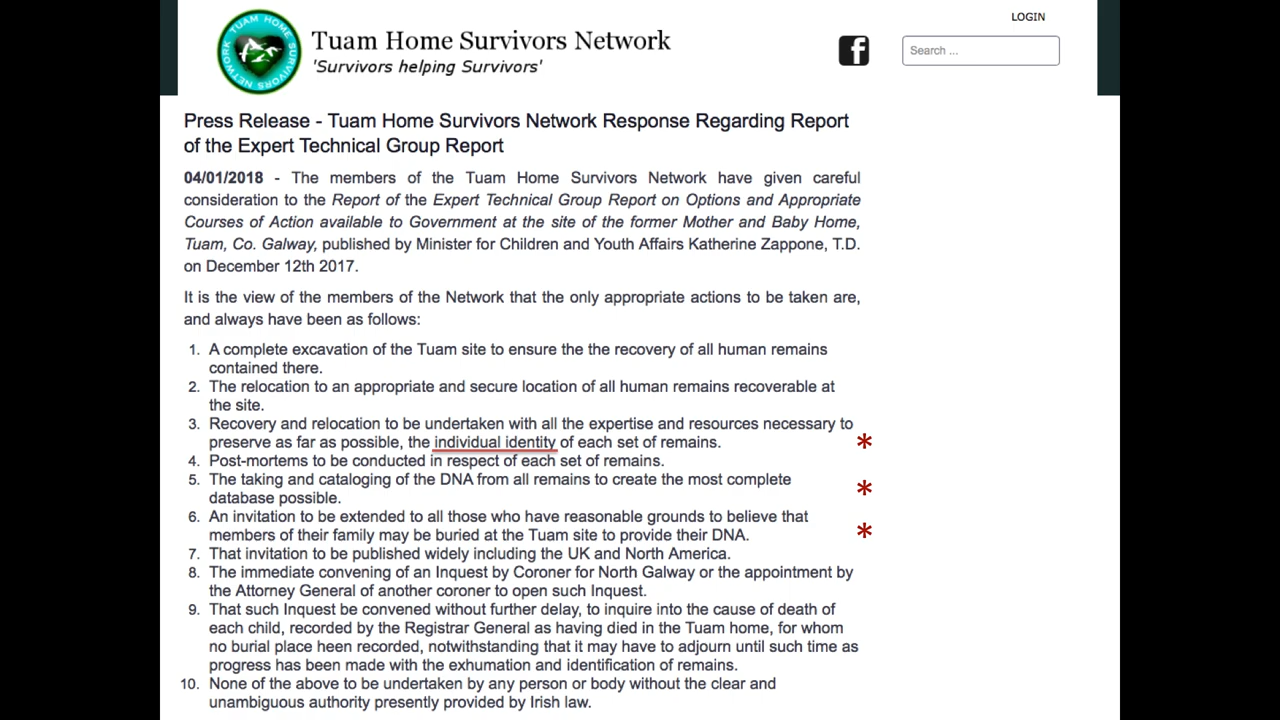 LOGIN
TUAM HOME SURVIVORS NETWORK
Tuam Home Survivors Network
'Survivors helping Survivors'
f
Search ...
Press Release - Tuam Home Survivors Network Response Regarding Report
of the Expert Technical Group Report
04/01/2018 - The members of the Tuam Home Survivors Network have given careful
consideration to the Report of the Expert Technical Group Report on Options and Appropriate
Courses of Action available to Government at the site of the former Mother and Baby Home,
Tuam, Co. Galway, published by Minister for Children and Youth Affairs Katherine Zappone, T.D.
on December 12th 2017.
It is the view of the members of the Network that the only appropriate actions to be taken are,
and always have been as follows:
1. A complete excavation of the Tuam site to ensure the the recovery of all human remains
contained there.
2. The relocation to an appropriate and secure location of all human remains recoverable at
the site.
3. Recovery and relocation to be undertaken with all the expertise and resources necessary to
preserve as far as possible, the individual identity of each set of remains. *
4. Post-mortems to be conducted in respect of each set of remains.
5. The taking and cataloging of the DNA from all remains to create the most complete *
database possible.
6. An invitation to be extended to all those who have reasonable grounds to believe that
members of their family may be buried at the Tuam site to provide their DNA. *
7. That invitation to be published widely including the UK and North America.
8. The immediate convening of an Inquest by Coroner for North Galway or the appointment by
the Attorney General of another coroner to open such Inquest.
9. That such Inquest be convened without further delay, to inquire into the cause of death of
each child, recorded by the Registrar General as having died in the Tuam home, for whom
no burial place heen recorded, notwithstanding that it may have to adjourn until such time as
progress has been made with the exhumation and identification of remains.
10. None of the above to be undertaken by any person or body without the clear and
unambiguous authority presently provided by Irish law.